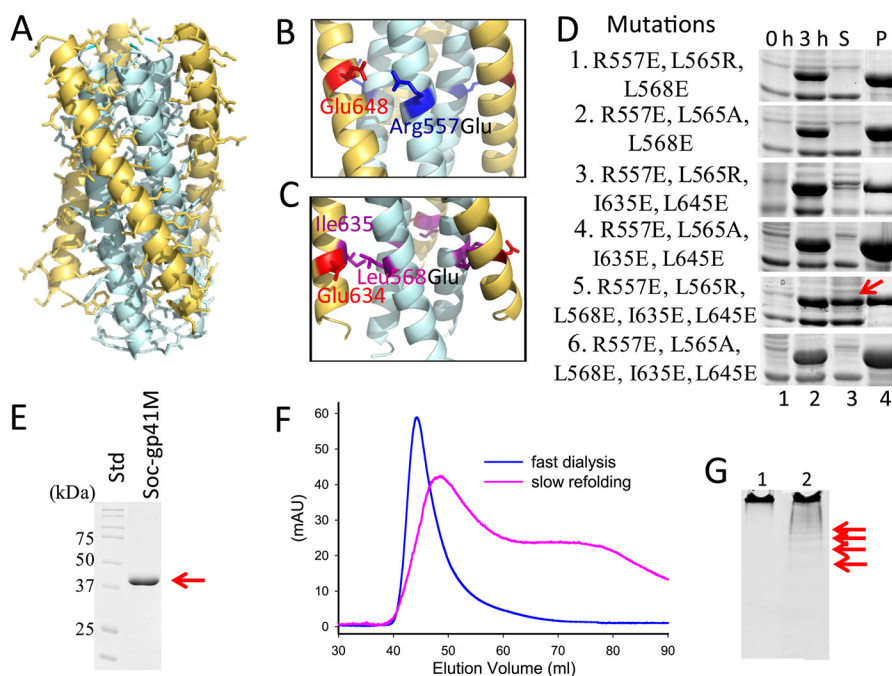 A
B
Glu648
Arg557Glu
C
Ile635
Leu568Glu
Glu634
D
Mutations
0 h 3 h S P
1. R557E, L565R,
L568E
2. R557E, L565A,
L568E
3. R557E, L565R,
I635E, L645E
4. R557E, L565A,
I635E, L645E
5. R557E, L565R,
L568E, I635E, L645E
6. R557E, L565A,
L568E, I635E, L645E
1 2 3 4
E
(kDa)
Std
Soc-gp41M
75
50
37
25
F
(mAU)
60
50
40
30
20
10
0
fast dialysis
slow refolding
30 40 50 60 70 80 90
Elution Volume (ml)
G
1 2